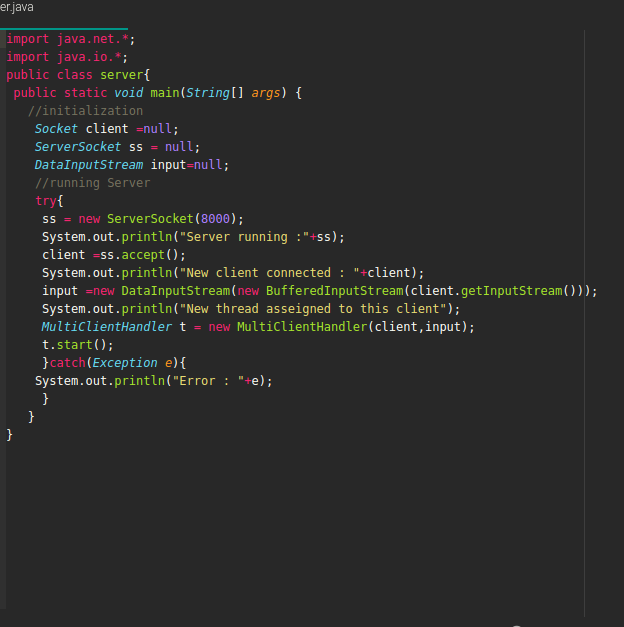 er.java
import java.net.*;
import java.io.*;
public class server{
public static void main(String[] args) {
//initialization
Socket client =null;
ServerSocket ss = null;
DataInputStream input=null;
//running Server
try{
ss = new ServerSocket(8000);
System.out.println("Server running :"+ss);
client =ss.accept();
System.out.println("New client connected : "+client);
input =new DataInputStream(new BufferedInputStream(client.getInputStream()));
System.out.println("New thread asseigned to this client");
MultiClientHandler t = new MultiClientHandler(client,input);
t.start();
}catch(Exception e){
System.out.println("Error : "+e);
}
}
}